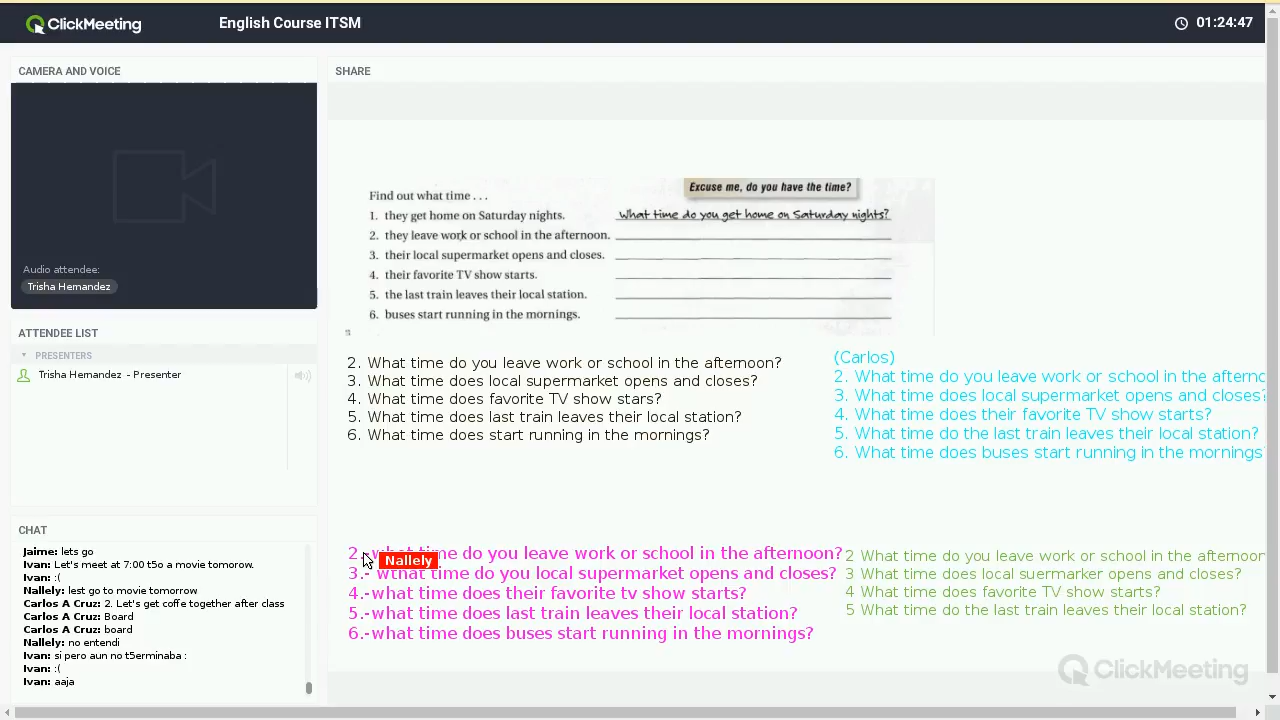 ClickMeeting
English Course ITSM
01:24:47
CAMERA AND VOICE
SHARE
Audio attendee:
Trisha Hernandez
Excuse me, do you have the time?
Find out what time . . .
1. they get home on Saturday nights. What time do you get home on Saturday nights?
2. they leave work or school in the afternoon.
3. their local supermarket opens and closes.
4. their favorite TV show starts.
5. the last train leaves their local station.
6. buses start running in the mornings.
ATTENDEE LIST
PRESENTERS
Trisha Hernandez - Presenter
2. What time do you leave work or school in the afternoon?
3. What time does local supermarket opens and closes?
4. What time does favorite TV show stars?
5. What time does last train leaves their local station?
6. What time does start running in the mornings?
(Carlos)
2. What time do you leave work or school in the afterno
3. What time does local supermarket opens and closes?
4. What time does their favorite TV show starts?
5. What time do the last train leaves their local station?
6. What time does buses start running in the mornings
2.-what time do you leave work or school in the afternoon?
Nallely
3.- wthat time do you local supermarket opens and closes?
4.-what time does their favorite tv show starts?
5.-what time does last train leaves their local station?
6.-what time does buses start running in the mornings?
2 What time do you leave work or school in the afternoor
3 What time does local suermarker opens and closes?
4 What time does favorite TV show starts?
5 What time do the last train leaves their local station?
CHAT
Jaime: lets go
Ivan: Let's meet at 7:00 t5o a movie tomorow.
Ivan: :(
Nallely: lest go to movie tomorrow
Carlos A Cruz: 2. Let's get coffe together after class
Carlos A Cruz: Board
Carlos A Cruz: board
Nallely: no entendi
Ivan: si pero aun no t5erminaba :
Ivan: :(
Ivan: aaja
ClickMeeting